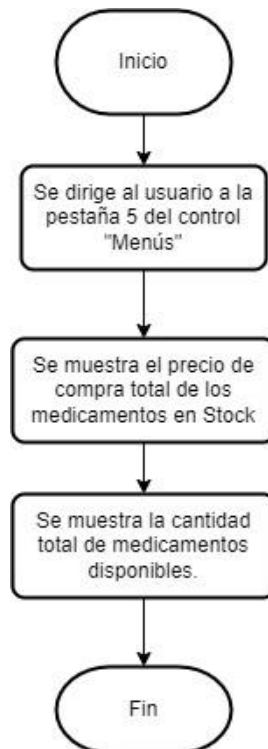 Inicio
Se dirige al usuario a la
pestaña 5 del control
"Menús"
Se muestra el precio de
compra total de los
medicamentos en Stock
Se muestra la cantidad
total de medicamentos
disponibles.
Fin